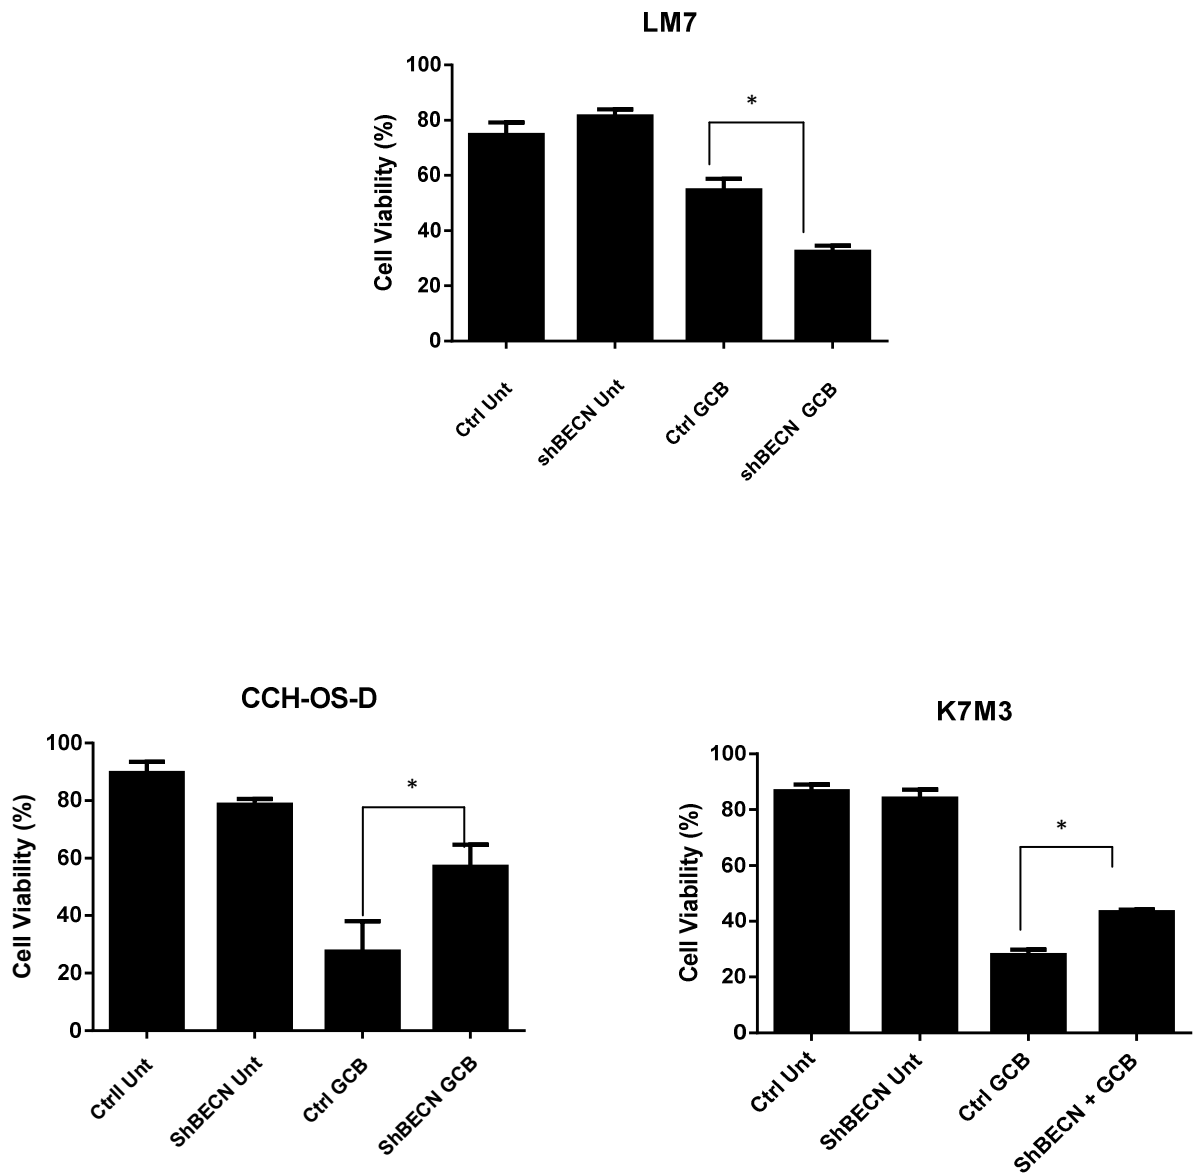 LM7
Cell Viability (%)
100
80
60
40
20
0
*
Ctrl Unt
shBECN Unt
Ctrl GCB
shBECN GCB
CCH-OS-D
Cell Viability (%)
100
80
60
40
20
0
*
Ctrll Unt
ShBECN Unt
Ctrl GCB
ShBECN GCB
K7M3
Cell Viability (%)
100
80
60
40
20
0
*
Ctrl Unt
ShBECN Unt
Ctrl GCB
ShBECN + GCB